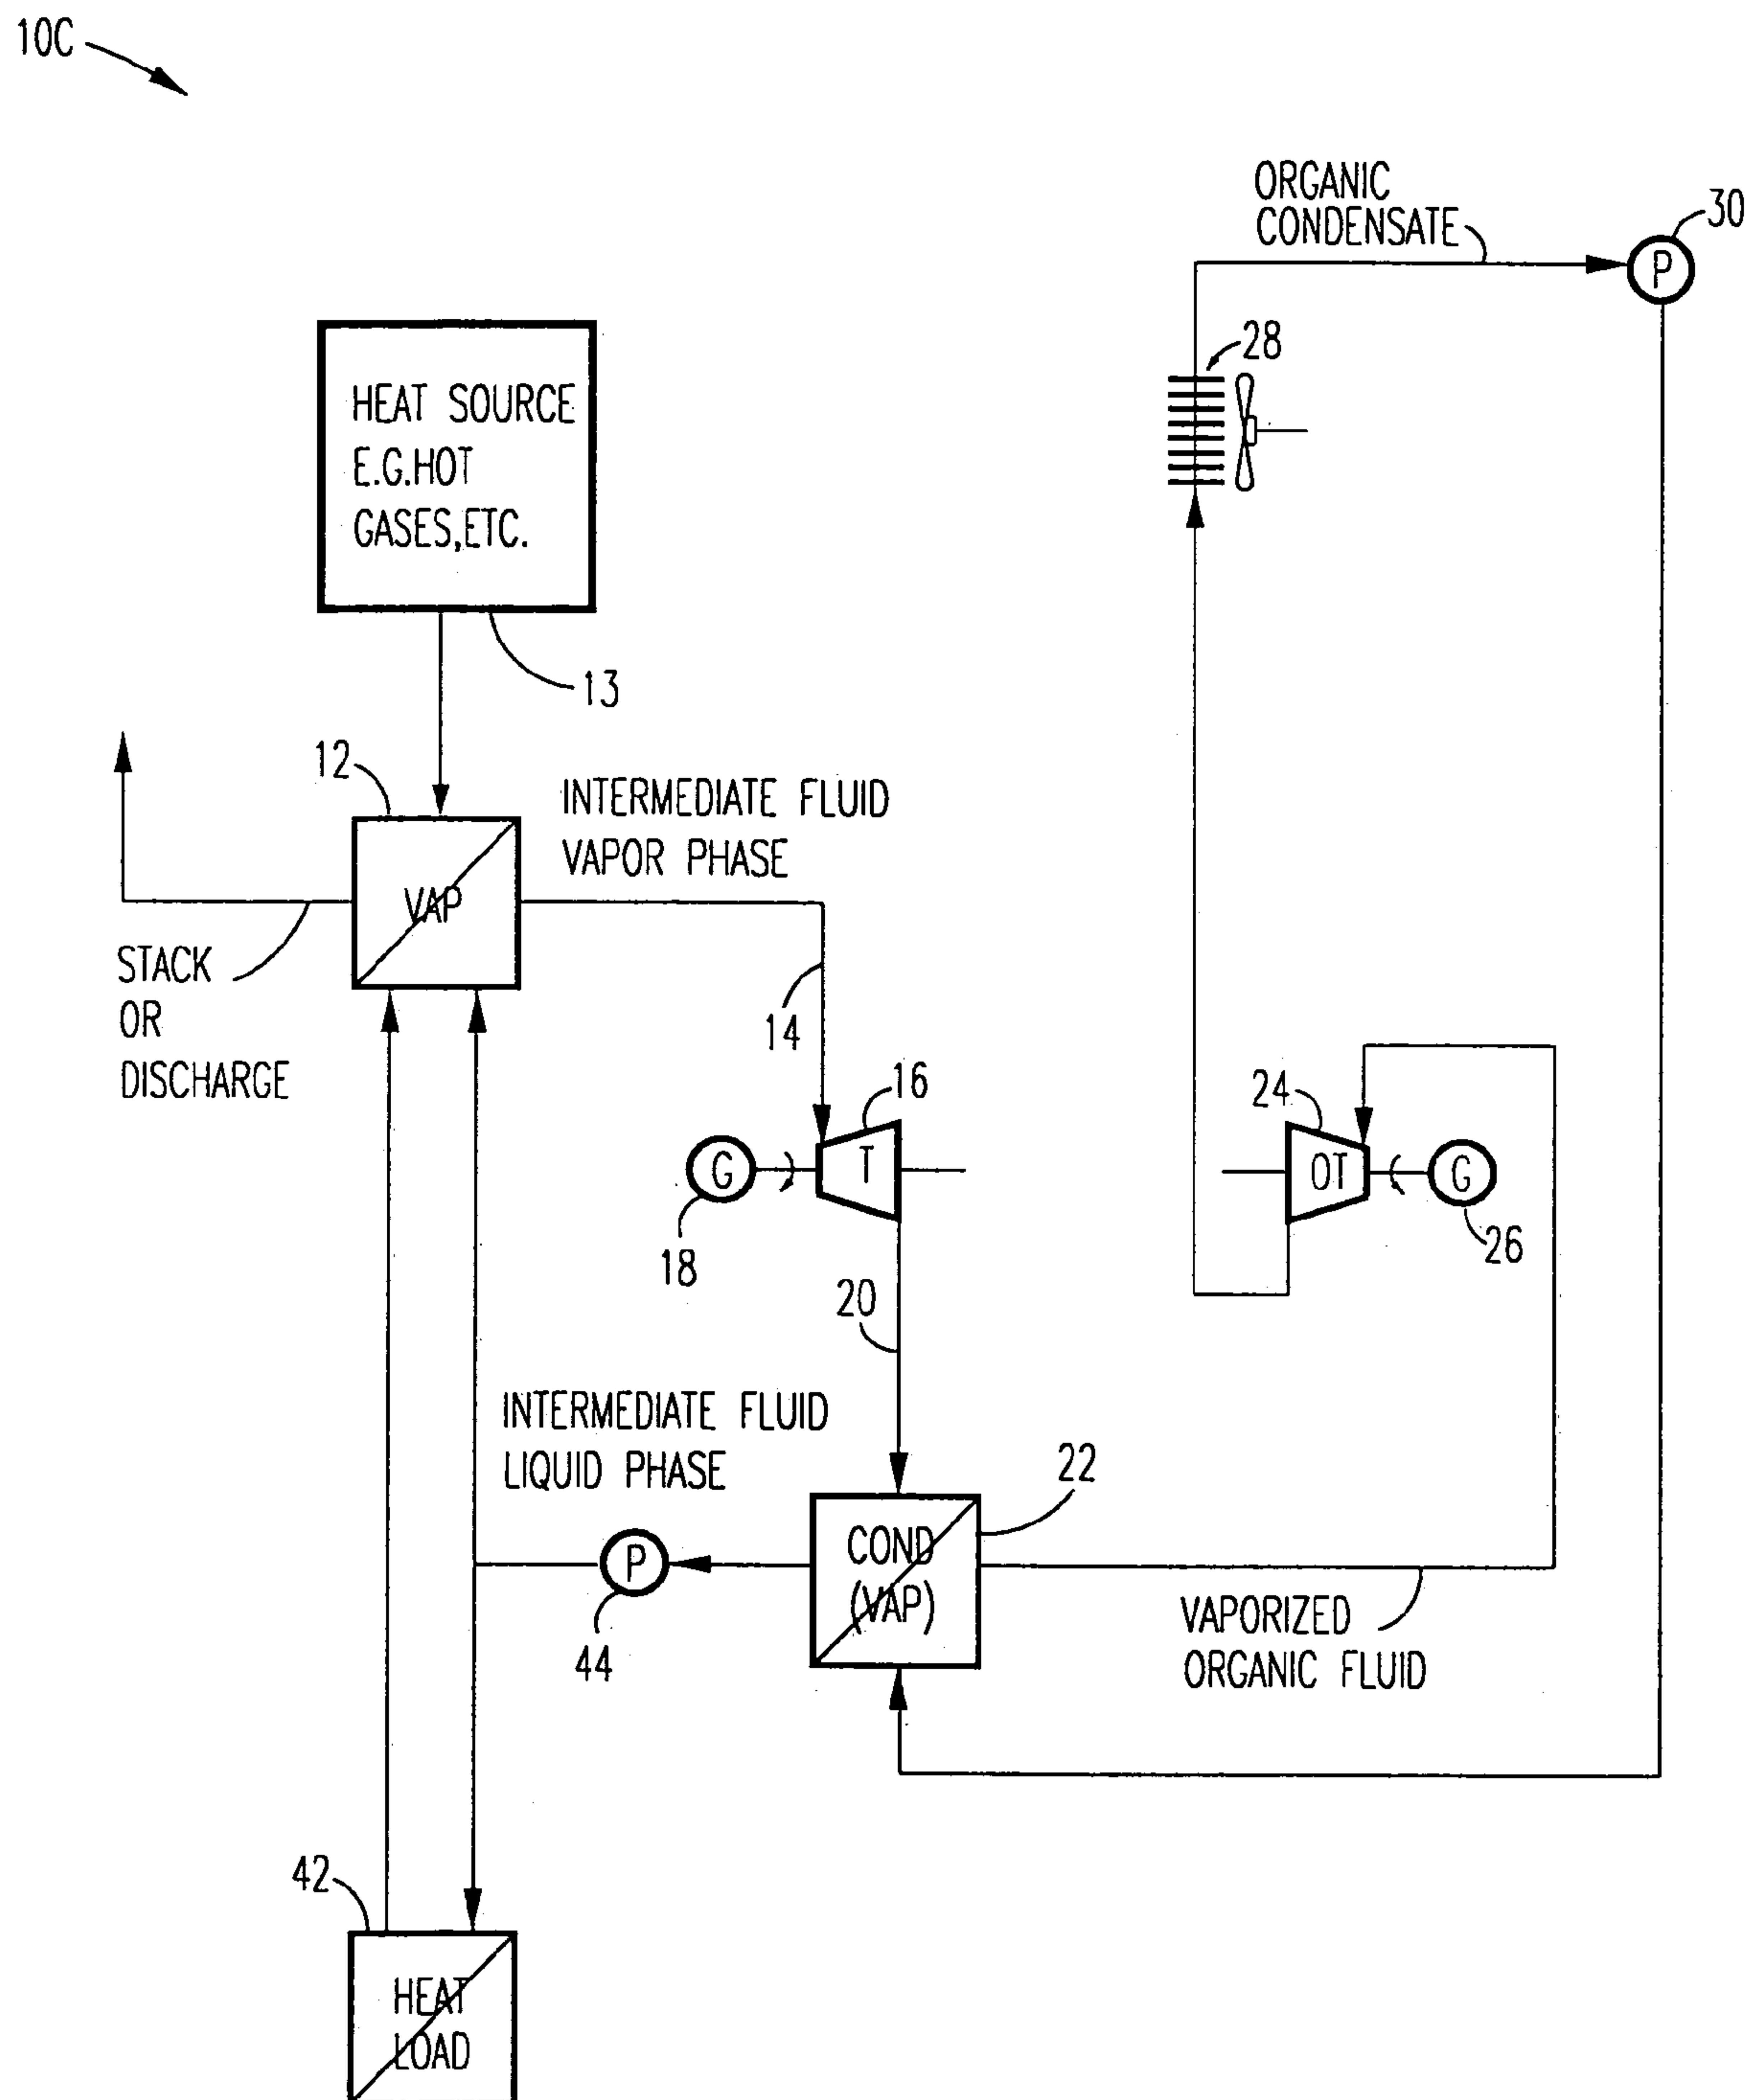 10C
ORGANIC
CONDENSATE
30
P
28
HEAT SOURCE
E.G.HOT
GASES,ETC.
13
12
INTERMEDIATE FLUID
VAPOR PHASE
VAP
STACK
OR
DISCHARGE
14
16
T
G
18
24
OT
G
26
20
INTERMEDIATE FLUID
LIQUID PHASE
22
COND
(VAP)
P
44
VAPORIZED
ORGANIC FLUID
42
HEAT
LOAD